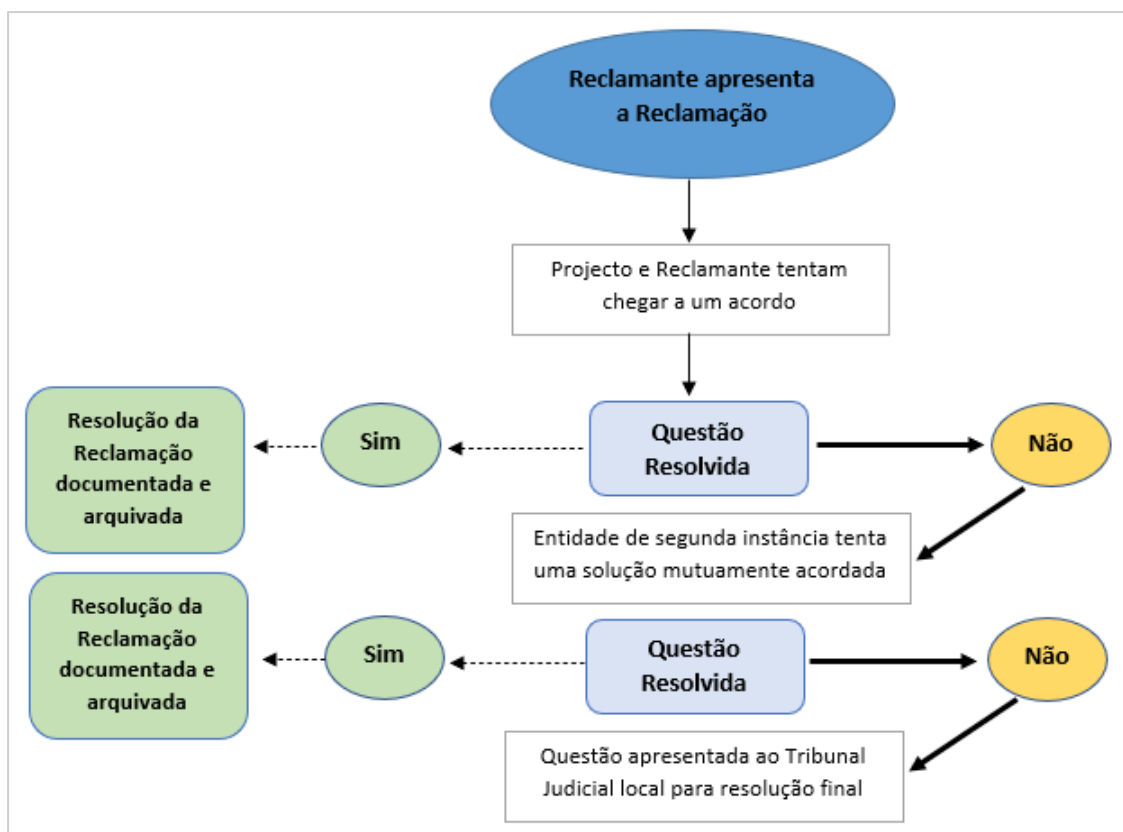 Reclamante apresenta
a Reclamação
Projecto e Reclamante tentam
chegar a um acordo
Resolução da
Reclamação
documentada e
arquivada
Sim
Questão
Resolvida
Não
Entidade de segunda instância tenta
uma solução mutuamente acordada
Resolução da
Reclamação
documentada e
arquivada
Sim
Questão
Resolvida
Não
Questão apresentada ao Tribunal
Judicial local para resolução final